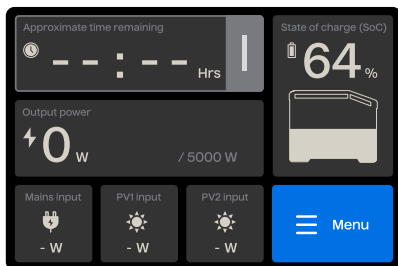 Approximate time remaining
-- : -- Hrs
State of charge (SoC)
64 %
Output power
0 W / 5000 W
Mains input
- W
PV1 input
- W
PV2 input
- W
Menu